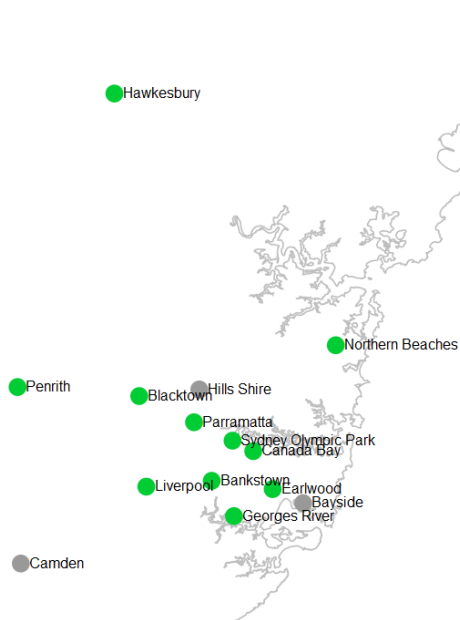 Hawkesbury
Northern Beaches
Penrith
Hills Shire
Blacktown
Parramatta
Sydney Olympic Park
Canada Bay
Bankstown
Liverpool
Earlwood
Bayside
Georges River
Camden